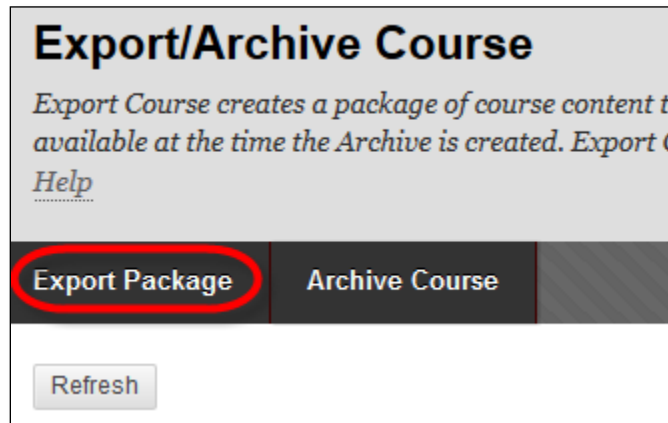 Export/Archive Course
Export Course creates a package of course content
available at the time the Archive is created. Export
Help
Export Package
Archive Course
Refresh